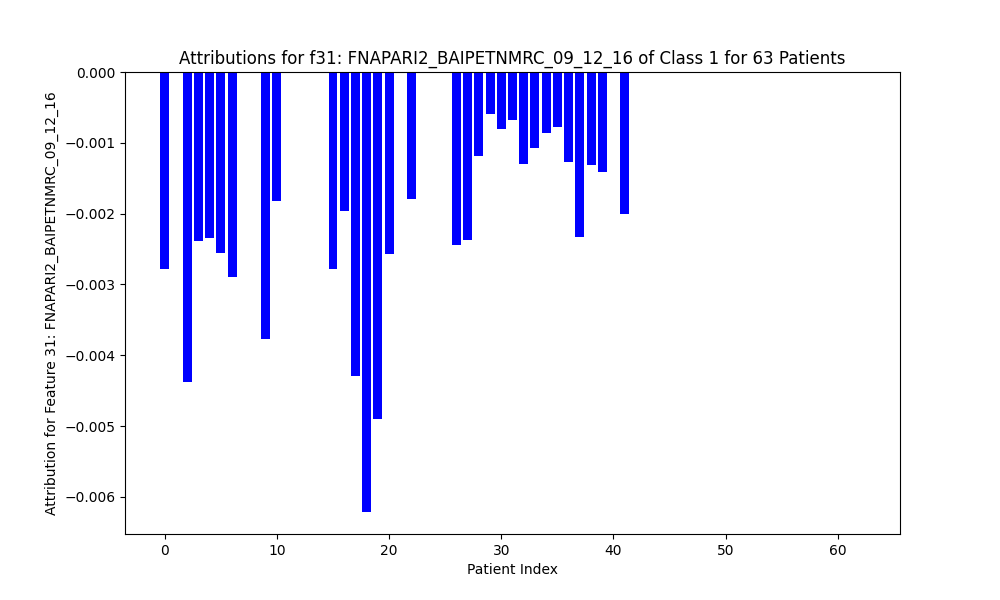 Attributions for f31: FNAPARI2_BAIPETNMRC_09_12_16 of Class 1 for 63 Patients
Attribution for Feature 31: FNAPARI2_BAIPETNMRC_09_12_16
0.000
−0.001
−0.002
−0.003
−0.004
−0.005
−0.006
0 10 20 30 40 50 60
Patient Index